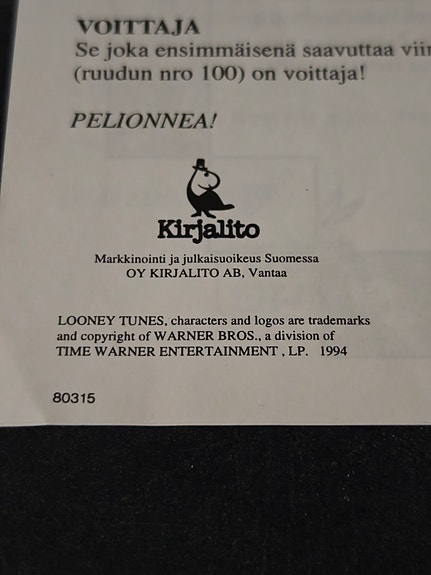 VOITTAJA
Se joka ensimmäisenä saavuttaa
(ruudun nro 100) on voittaja!
PELIONNEA!
Kirjalito
Markkinointi ja julkaisuoikeus Suomessa
OY KIRJALITO AB, Vantaa
LOONEY TUNES, characters and logos are trademarks
and copyright of WARNER BROS., a division of
TIME WARNER ENTERTAINMENT , LP. 1994
80315